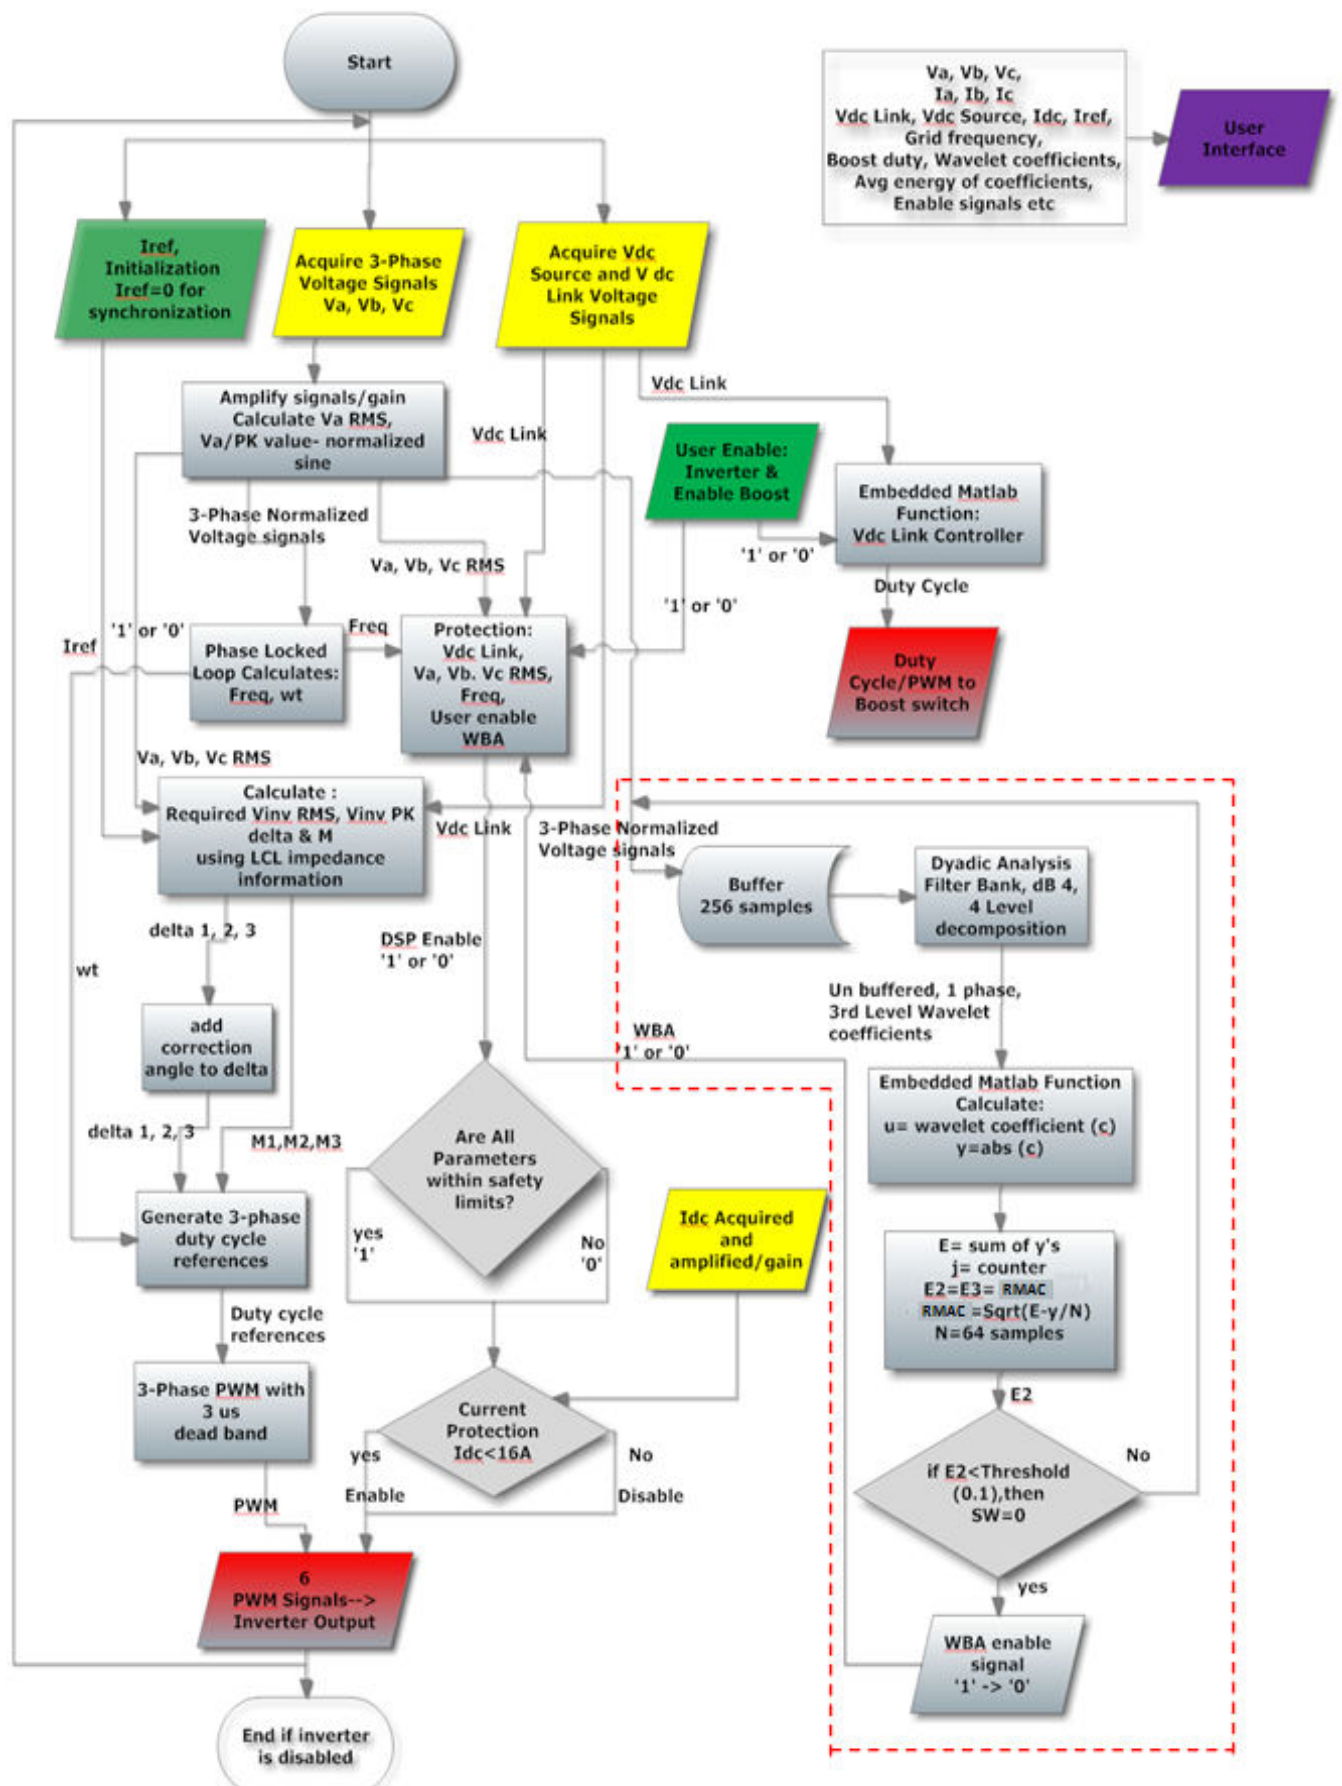 Start
Va, Vb, Vc,
Ia, Ib, Ic
Vdc Link, Vdc Source, Idc, Iref,
Grid frequency,
Boost duty, Wavelet coefficients,
Avg energy of coefficients,
Enable signals etc
User
Interface
Iref,
Initialization
Iref=0 for
synchronization
Acquire 3-Phase
Voltage Signals
Va, Vb, Vc
Acquire Vdc
Source and V dc
Link Voltage
Signals
Vdc Link
Amplify signals/gain
Calculate Va RMS,
Va/PK value- normalized
sine
Vdc Link
User Enable:
Inverter &
Enable Boost
Embedded Matlab
Function:
Vdc Link Controller
3-Phase Normalized
Voltage signals
Va, Vb, Vc RMS
'1' or '0'
'1' or '0'
Duty Cycle
Iref
'1' or '0'
Phase Locked
Loop Calculates:
Freq, wt
Freq
Protection:
Vdc Link,
Va, Vb. Vc RMS,
Freq,
User enable
WBA
Duty
Cycle/PWM to
Boost switch
Va, Vb, Vc RMS
Calculate :
Required Vinv RMS, Vinv PK
delta & M
using LCL impedance
information
Vdc Link
3-Phase Normalized
Voltage signals
Buffer
256 samples
Dyadic Analysis
Filter Bank, dB 4,
4 Level
decomposition
delta 1, 2, 3
DSP Enable
'1' or '0'
wt
Un buffered, 1 phase,
3rd Level Wavelet
coefficients
add
correction
angle to delta
WBA
'1' or '0'
Embedded Matlab Function
Calculate:
u= wavelet coefficient (c)
y=abs (c)
delta 1, 2, 3
M1,M2,M3
Are All
Parameters
within safety
limits?
yes
'1'
No
'0'
Generate 3-phase
duty cycle
references
Idc Acquired
and
amplified/gain
E= sum of y's
j= counter
E2=E3= RMAC
RMAC =Sqrt(E-y/N)
N=64 samples
Duty cycle
references
E2
3-Phase PWM with
3 us
dead band
Current
Protection
Idc<16A
yes
Enable
No
Disable
if E2<Threshold
(0.1),then
SW=0
No
PWM
yes
6
PWM Signals-->
Inverter Output
WBA enable
signal
'1' -> '0'
End if inverter
is disabled